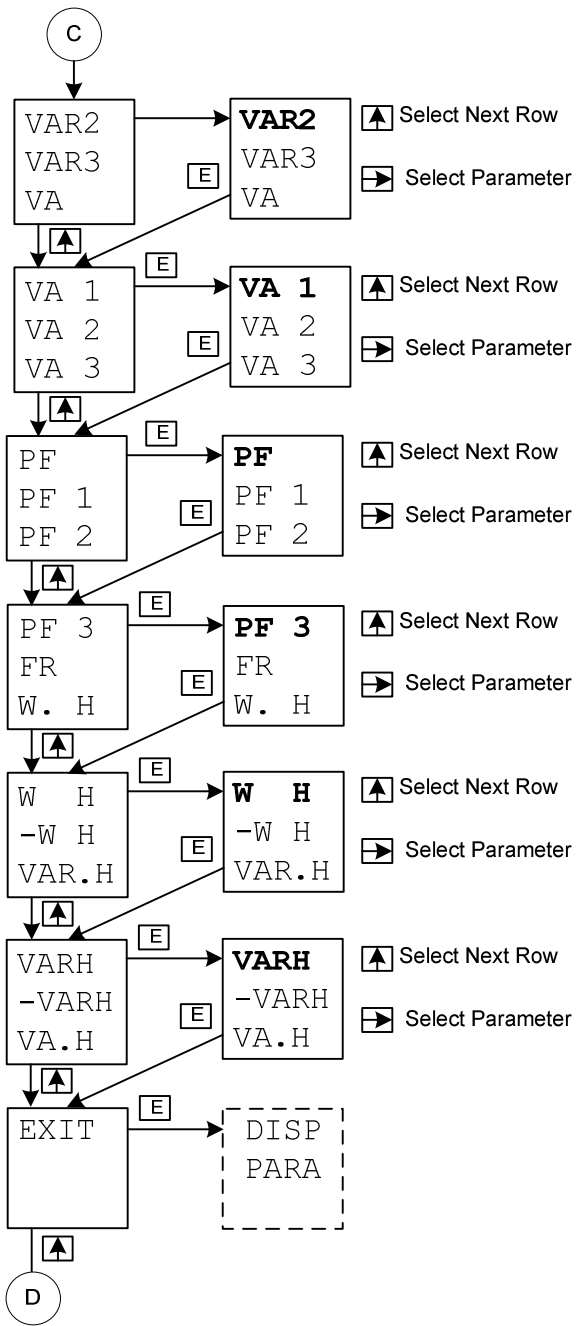 C
VAR2
VAR3
VA
VAR2
VAR3
VA
Select Next Row
E
Select Parameter
VA 1
VA 2
VA 3
E
VA 1
VA 2
VA 3
Select Next Row
E
Select Parameter
PF
PF 1
PF 2
E
PF
PF 1
PF 2
Select Next Row
E
Select Parameter
PF 3
FR
W. H
E
PF 3
FR
W. H
Select Next Row
E
Select Parameter
W  H
-W H
VAR.H
E
W  H
-W H
VAR.H
Select Next Row
E
Select Parameter
VARH
-VARH
VA.H
E
VARH
-VARH
VA.H
Select Next Row
E
Select Parameter
EXIT
E
DISP
PARA
D